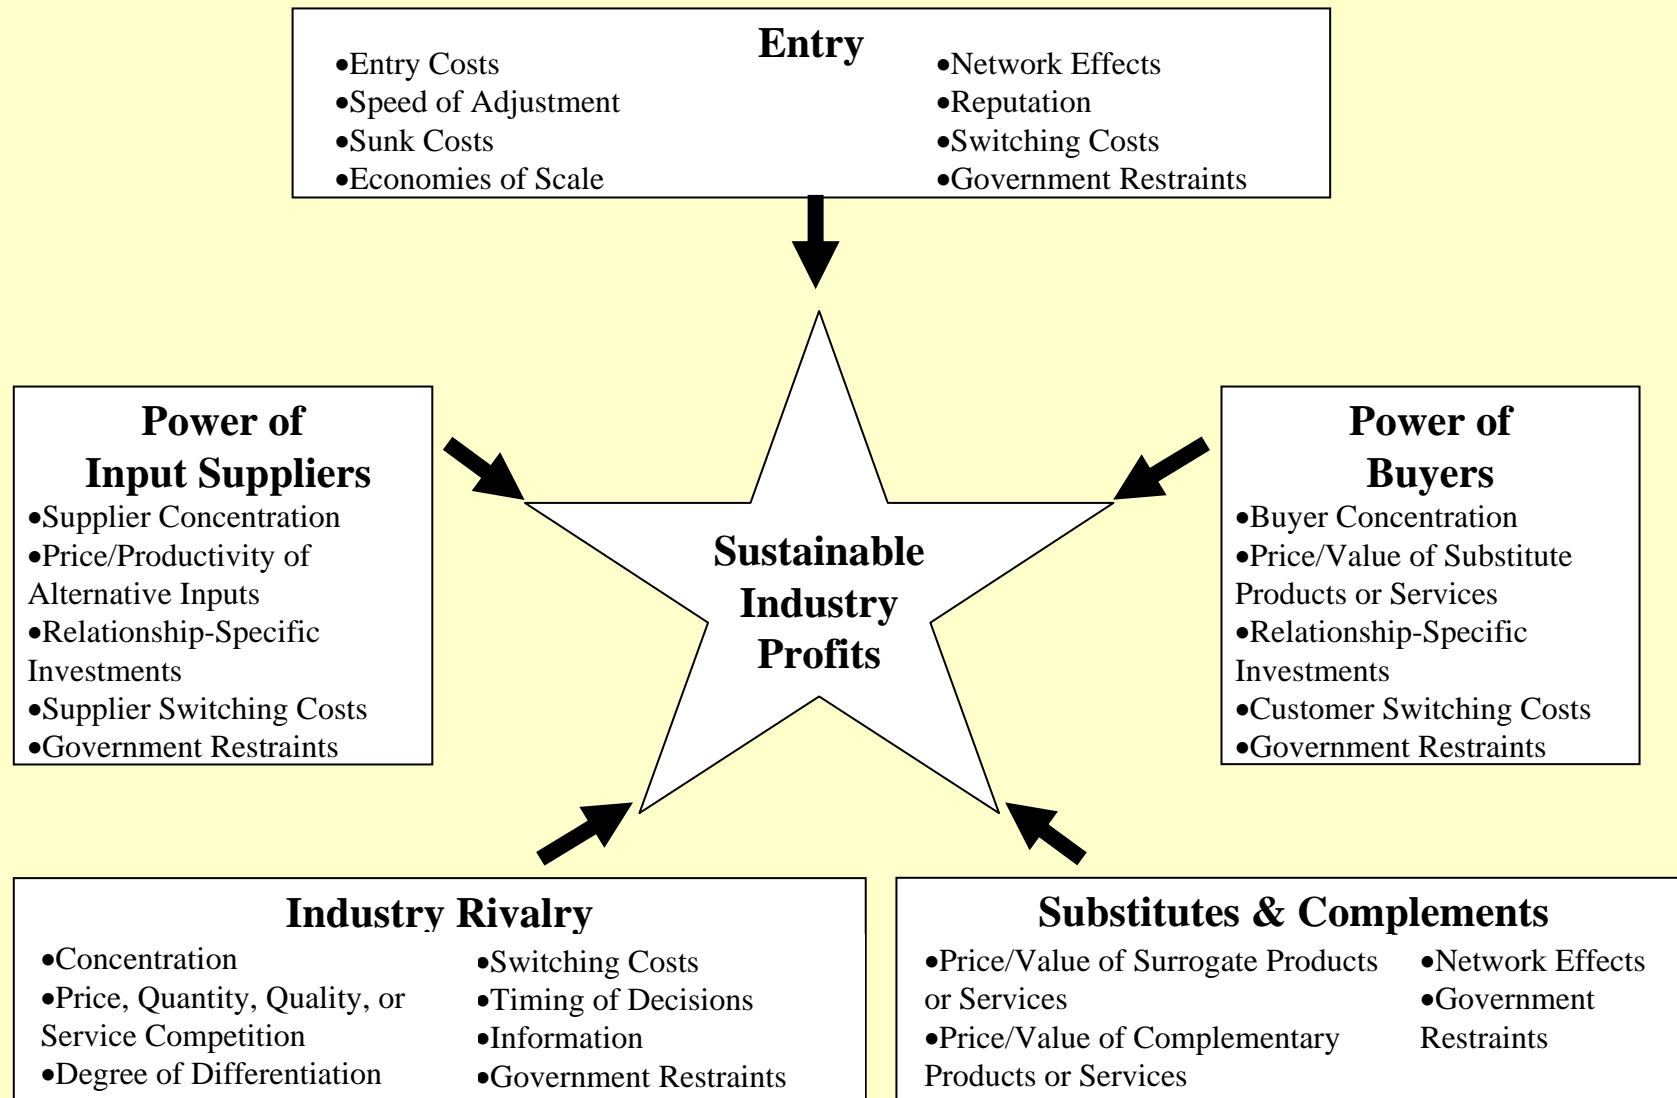 Entry
•Entry Costs
•Speed of Adjustment
•Sunk Costs
•Economies of Scale
•Network Effects
•Reputation
•Switching Costs
•Government Restraints
Power of
Input Suppliers
•Supplier Concentration
•Price/Productivity of
Alternative Inputs
•Relationship-Specific
Investments
•Supplier Switching Costs
•Government Restraints
Sustainable
Industry
Profits
Power of
Buyers
•Buyer Concentration
•Price/Value of Substitute
Products or Services
•Relationship-Specific
Investments
•Customer Switching Costs
•Government Restraints
Industry Rivalry
•Concentration
•Price, Quantity, Quality, or
Service Competition
•Degree of Differentiation
•Switching Costs
•Timing of Decisions
•Information
•Government Restraints
Substitutes & Complements
•Price/Value of Surrogate Products
or Services
•Price/Value of Complementary
Products or Services
•Network Effects
•Government
Restraints